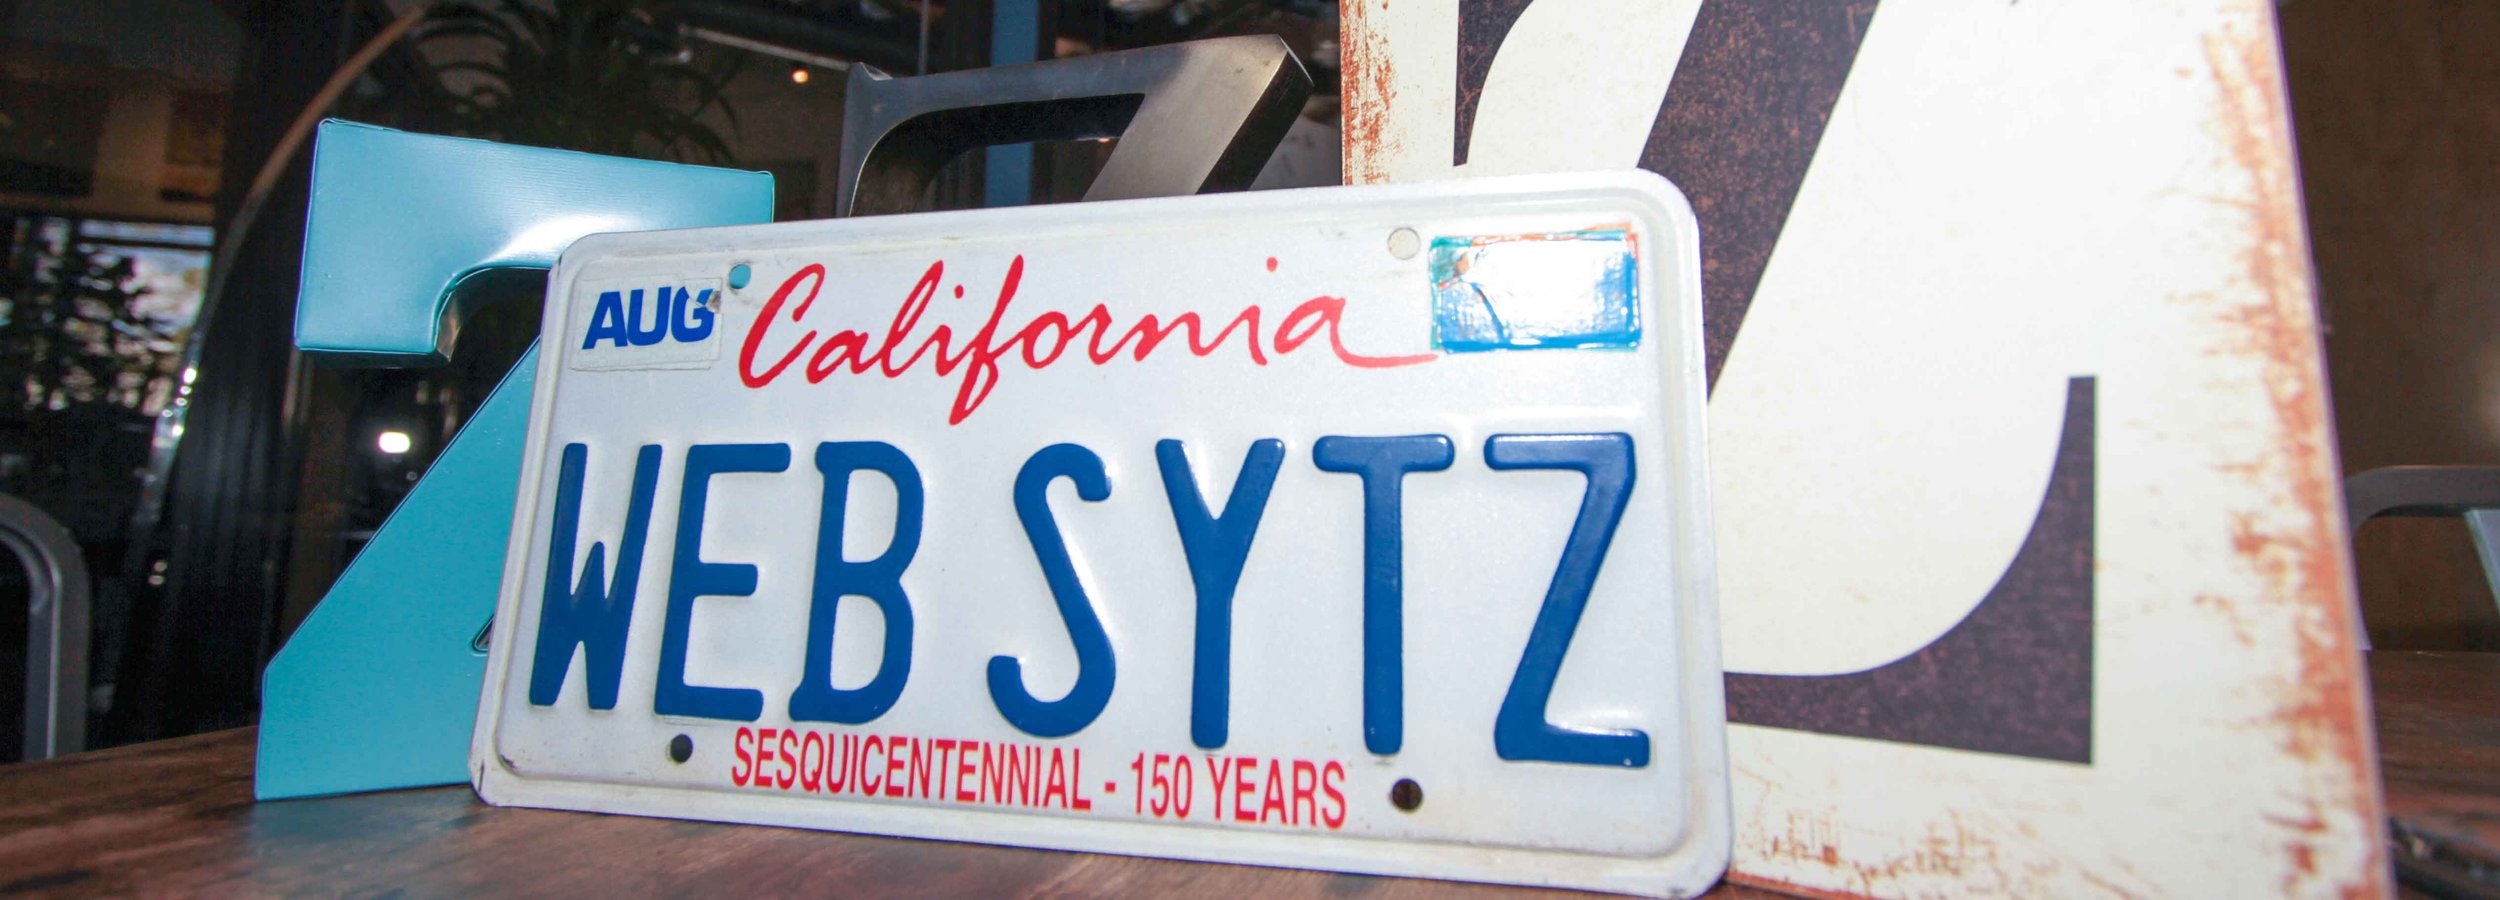 AUG California
WEB SYTZ
SESQUICENTENNIAL - 150 YEARS
Z
Z
Z